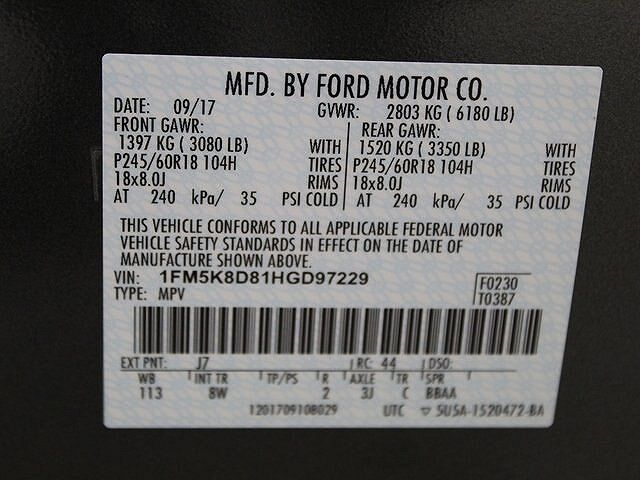 MFD. BY FORD MOTOR CO.
DATE: 09/17 GVWR: 2803 KG ( 6180 LB)
FRONT GAWR: REAR GAWR:
1397 KG ( 3080 LB) WITH 1520 KG ( 3350 LB) WITH
P245/60R18 104H TIRES P245/60R18 104H TIRES
18x8.0J RIMS 18x8.0J RIMS
AT 240 kPa/ 35 PSI COLD AT 240 kPa/ 35 PSI COLD
THIS VEHICLE CONFORMS TO ALL APPLICABLE FEDERAL MOTOR
VEHICLE SAFETY STANDARDS IN EFFECT ON THE DATE OF
MANUFACTURE SHOWN ABOVE.
VIN: 1FM5K8D81HGD97229 F0230
TYPE: MPV T0387
EXT PNT: J7 RC: 44 DSO:
WB INT TR TP/PS R AXLE TR SPR
113 8W 2 3J C BBAA
1201709108029 UTC ▽ 5U5A-1520472-BA